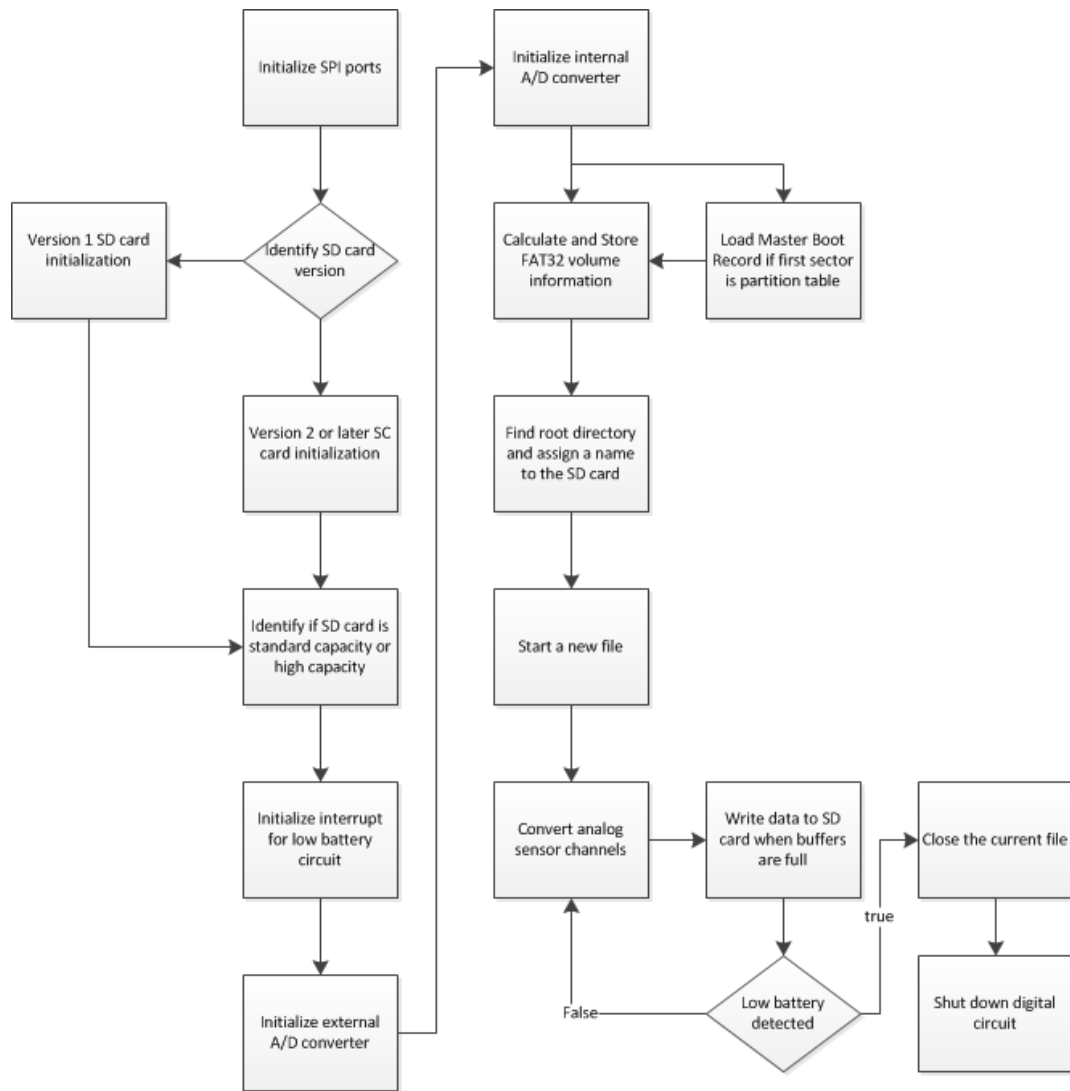 Initialize SPI ports
Identify SD card
version
Version 1 SD card
initialization
Version 2 or later SC
card initialization
Identify if SD card is
standard capacity or
high capacity
Initialize interrupt
for low battery
circuit
Initialize external
A/D converter
Initialize internal
A/D converter
Calculate and Store
FAT32 volume
information
Load Master Boot
Record if first sector
is partition table
Find root directory
and assign a name
to the SD card
Start a new file
Convert analog
sensor channels
Write data to SD
card when buffers
are full
Low battery
detected
False
true
Close the current file
Shut down digital
circuit